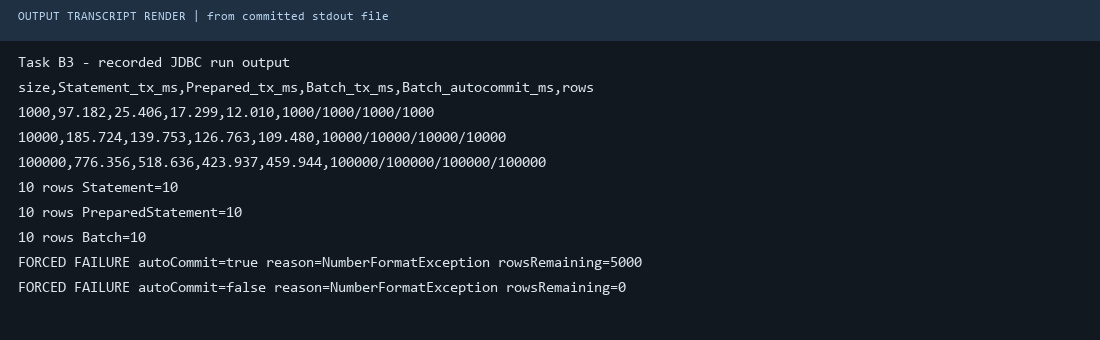 OUTPUT TRANSCRIPT RENDER | from committed stdout file
Task B3 - recorded JDBC run output
size,Statement_tx_ms,Prepared_tx_ms,Batch_tx_ms,Batch_autocommit_ms,rows
1000,97.182,25.406,17.299,12.010,1000/1000/1000/1000
10000,185.724,139.753,126.763,109.480,10000/10000/10000/10000
100000,776.356,518.636,423.937,459.944,100000/100000/100000/100000
10 rows Statement=10
10 rows PreparedStatement=10
10 rows Batch=10
FORCED FAILURE autoCommit=true reason=NumberFormatException rowsRemaining=5000
FORCED FAILURE autoCommit=false reason=NumberFormatException rowsRemaining=0